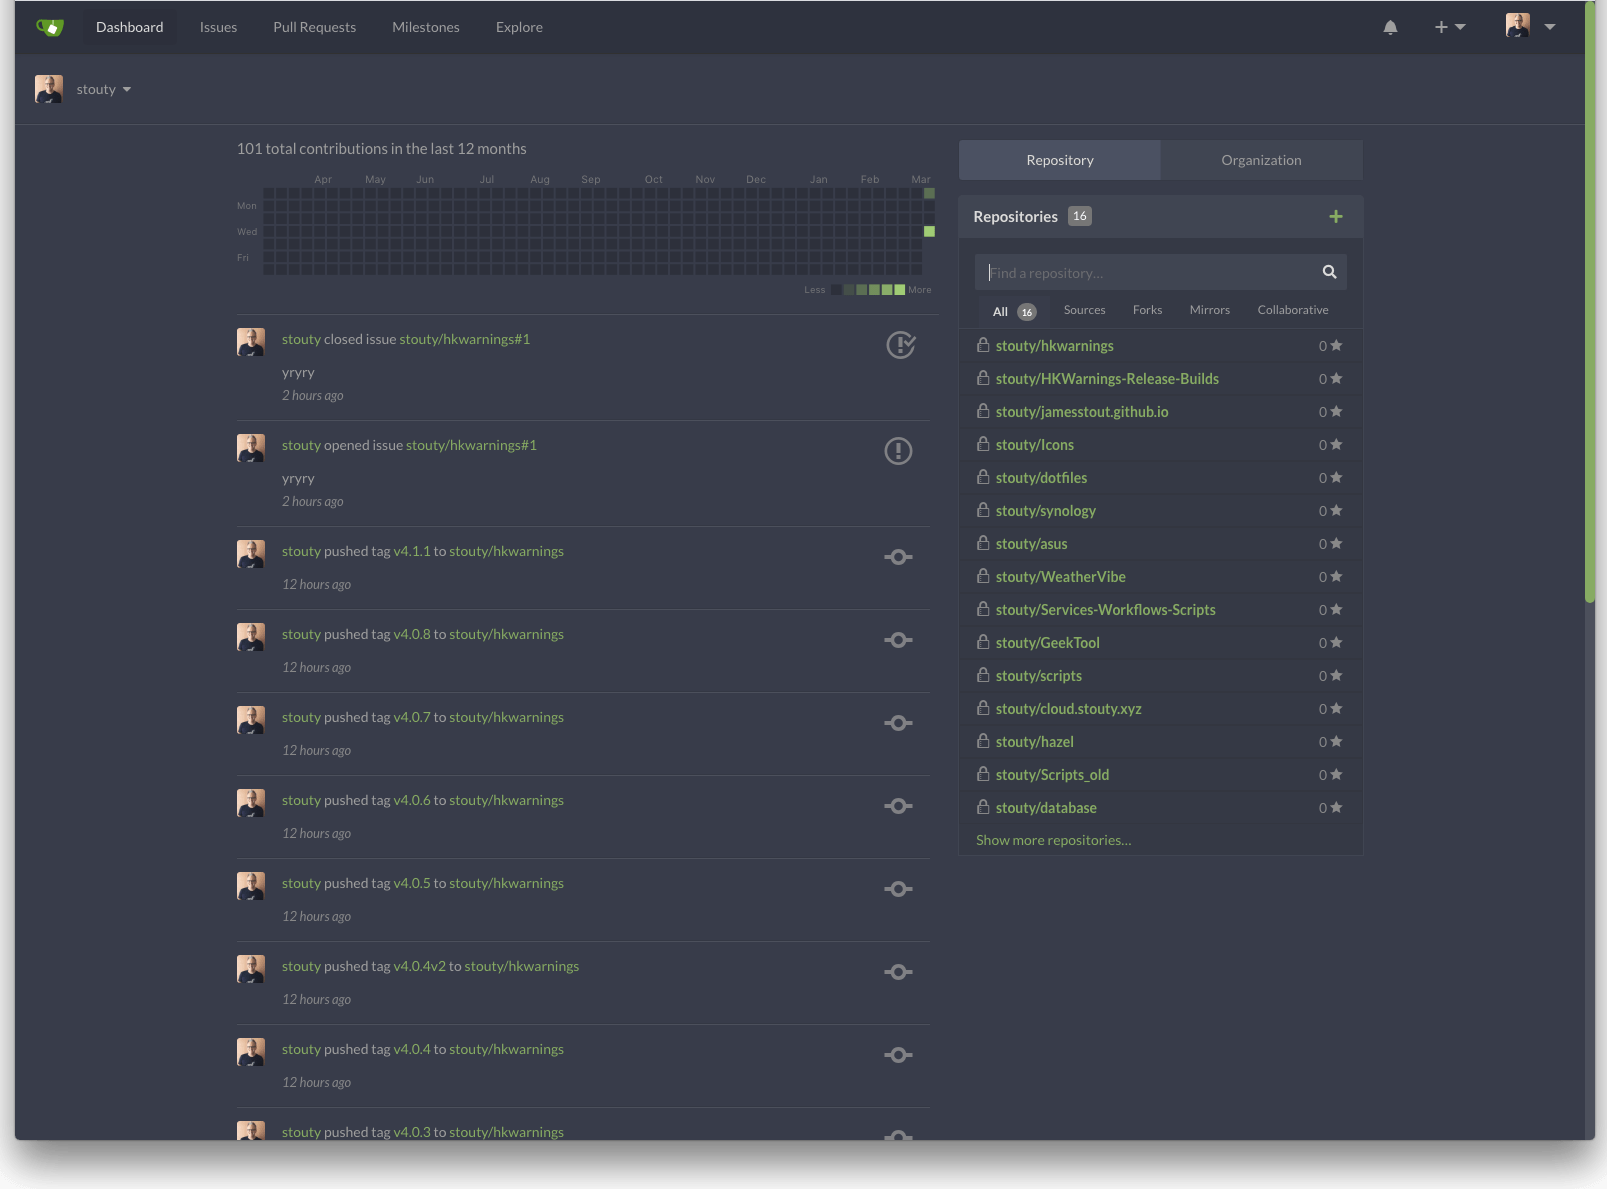 Dashboard Issues Pull Requests Milestones Explore
stouty
101 total contributions in the last 12 months
Apr May Jun Jul Aug Sep Oct Nov Dec Jan Feb Mar
Mon
Wed
Fri
Less More
stouty closed issue stouty/hkwarnings#1
yryry
2 hours ago
stouty opened issue stouty/hkwarnings#1
yryry
2 hours ago
stouty pushed tag v4.1.1 to stouty/hkwarnings
12 hours ago
stouty pushed tag v4.0.8 to stouty/hkwarnings
12 hours ago
stouty pushed tag v4.0.7 to stouty/hkwarnings
12 hours ago
stouty pushed tag v4.0.6 to stouty/hkwarnings
12 hours ago
stouty pushed tag v4.0.5 to stouty/hkwarnings
12 hours ago
stouty pushed tag v4.0.4v2 to stouty/hkwarnings
12 hours ago
stouty pushed tag v4.0.4 to stouty/hkwarnings
12 hours ago
stouty pushed tag v4.0.3 to stouty/hkwarnings
Repository Organization
Repositories 16
Find a repository...
All 16 Sources Forks Mirrors Collaborative
stouty/hkwarnings 0
stouty/HKWarnings-Release-Builds 0
stouty/jamesstout.github.io 0
stouty/Icons 0
stouty/dotfiles 0
stouty/synology 0
stouty/asus 0
stouty/WeatherVibe 0
stouty/Services-Workflows-Scripts 0
stouty/GeekTool 0
stouty/scripts 0
stouty/cloud.stouty.xyz 0
stouty/hazel 0
stouty/Scripts_old 0
stouty/database 0
Show more repositories...